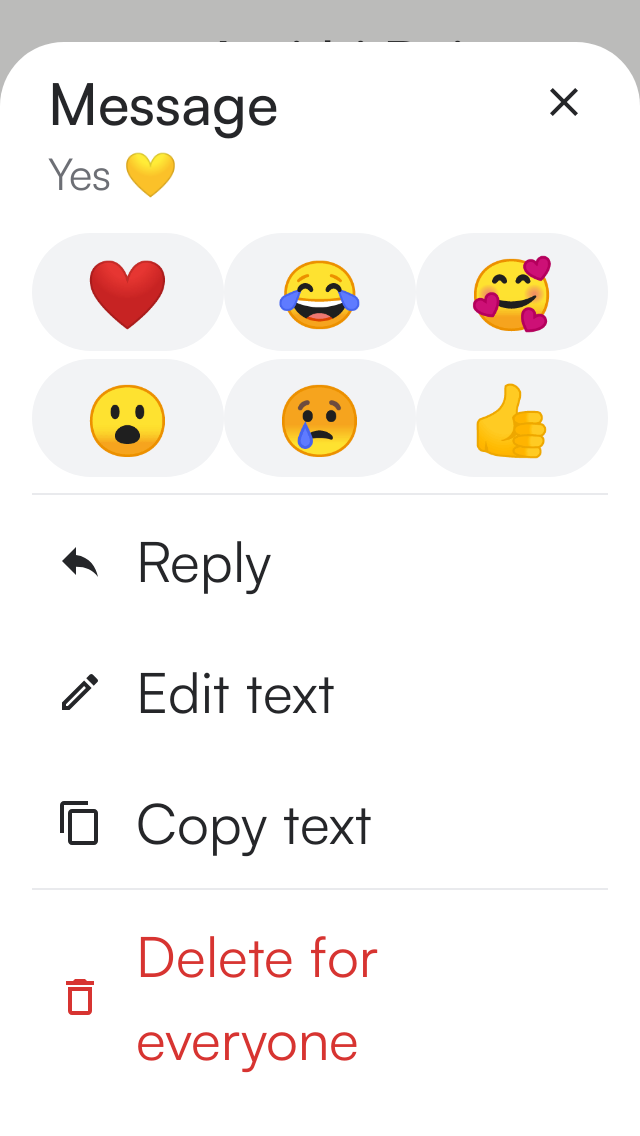 Message
Yes 💛
Reply
Edit text
Copy text
Delete for
everyone